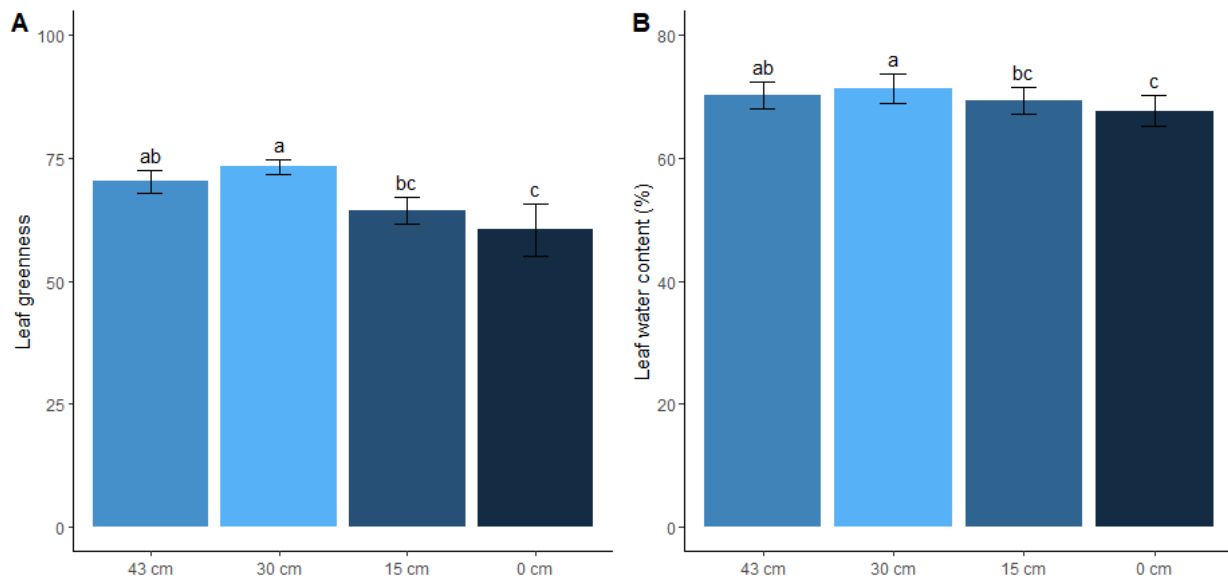 A
Leaf greenness
100
75
50
25
0
ab
a
bc
c
43 cm
30 cm
15 cm
0 cm
B
Leaf water content (%)
80
60
40
20
0
ab
a
bc
c
43 cm
30 cm
15 cm
0 cm